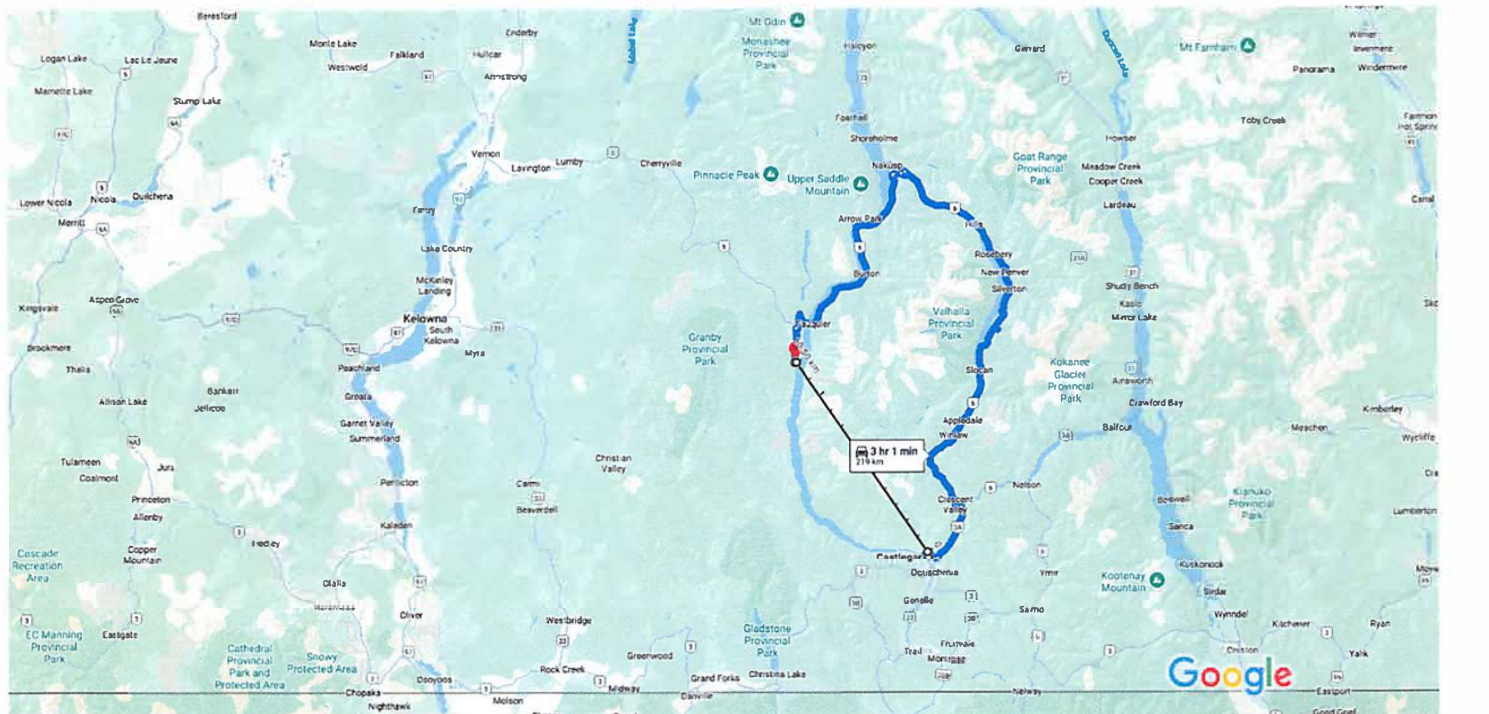 Beresford
Logan Lake
Lac Le Jeune
Mamette Lake
Stump Lake
Lower Nicola
Nicola
Quilchena
Merritt
Kingsvale
Aspen Grove
Brookmere
Thalia
Allison Lake
Bankeir
Jellicoe
Tulameen
Coalmont
Jura
Princeton
Allenby
Copper
Mountain
Hedley
Cascade
Recreation
Area
EC Manning
Provincial
Park
Eastgate
Cathedral
Provincial
Park and
Protected Area
Snowy
Protected Area
Olalla
Chopaka
Nighthawk
Monte Lake
Westwold
Falkland
Hullcar
Enderby
Armstrong
Vernon
Lavington
Lumby
Cherryville
Fintry
Lake Country
McKinley
Landing
Kelowna
South
Kelowna
Myra
Peachland
Greata
Garnet Valley
Summerland
Penticton
Kaleden
Oliver
Osoyoos
Molson
Rock Creek
Westbridge
Midway
Greenwood
Danville
Grand Forks
Christina Lake
Carmi
Beaverdell
Christian
Valley
Mabel Lake
Mt Odin
Monashee
Provincial
Park
Halcyon
Fosthall
Shoreholme
Nakusp
Pinnacle Peak
Upper Saddle
Mountain
Arrow Park
Burton
Fauquier
Granby
Provincial
Park
Hills
Rosebery
New Denver
Silverton
Valhalla
Provincial
Park
Slocan
Appledale
Winlaw
3 hr 1 min
219 km
Crescent
Valley
Castlegar
Ooischenia
Genelle
Trail
Fruitvale
Montrose
Gladstone
Provincial
Park
Gerrard
Duncan Lake
Goat Range
Provincial
Park
Howser
Meadow Creek
Cooper Creek
Lardeau
Shutty Bench
Kaslo
Mirror Lake
Kokanee
Glacier
Provincial
Park
Ainsworth
Crawford Bay
Balfour
Nelson
Ymir
Salmo
Nelway
Boswell
Sanca
Kuskonook
Kootenay
Mountain
Sirdar
Wynndel
Creston
Kitchener
Kianuko
Provincial
Park
Mt Farnham
Toby Creek
Panorama
Wilmer
Invermere
Windermere
Kimberley
Meachen
Wycliffe
Lumberton
Ryan
Yahk
Eastport
Google